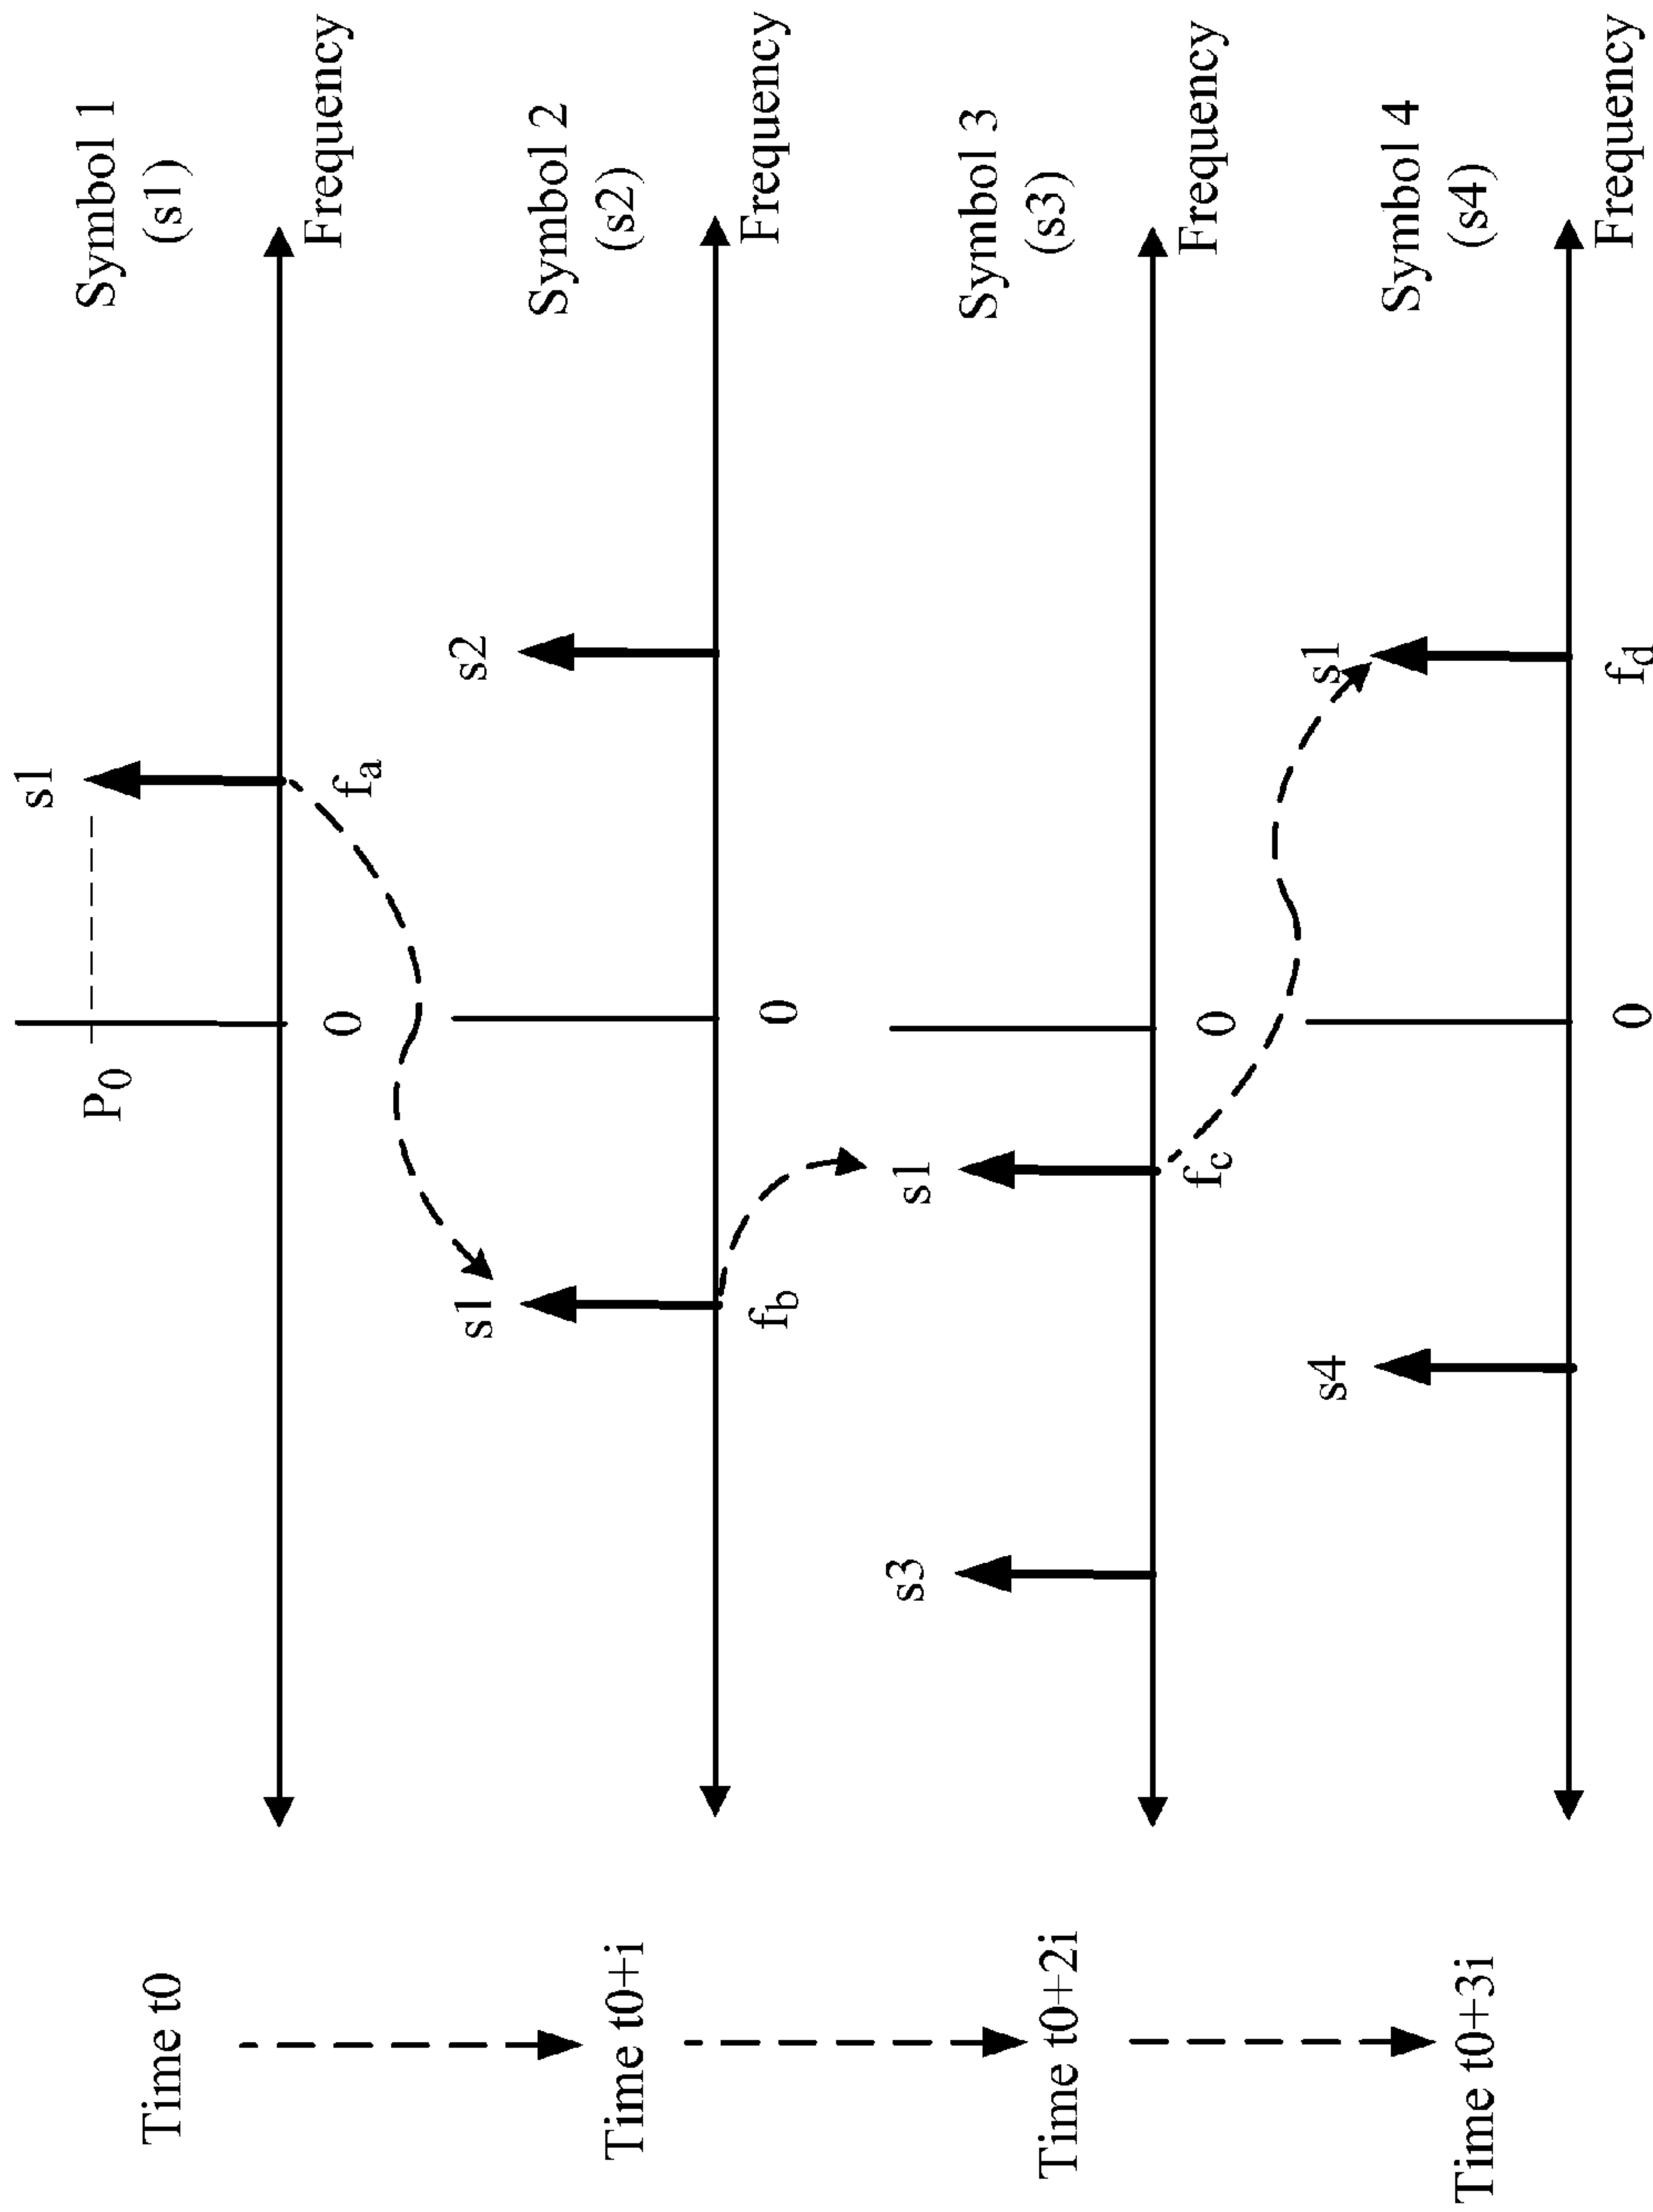 Time t0
P0
s1
Symbol 1
(s1)
0
fa
Frequency
Time t0+i
s1
s2
Symbol 2
(s2)
fb
0
Frequency
Time t0+2i
s3
s1
Symbol 3
(s3)
fc
0
Frequency
Time t0+3i
s4
s1
Symbol 4
(s4)
0
fd
Frequency